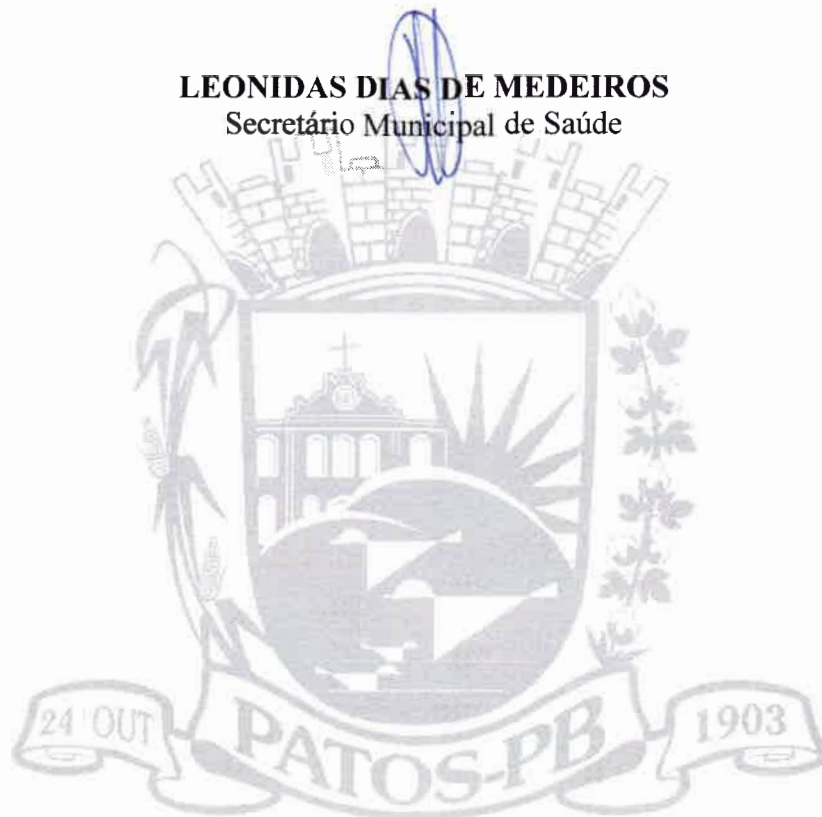 LEONIDAS DIAS DE MEDEIROS
Secretário Municipal de Saúde
24 OUT
PATOS-PB
1903